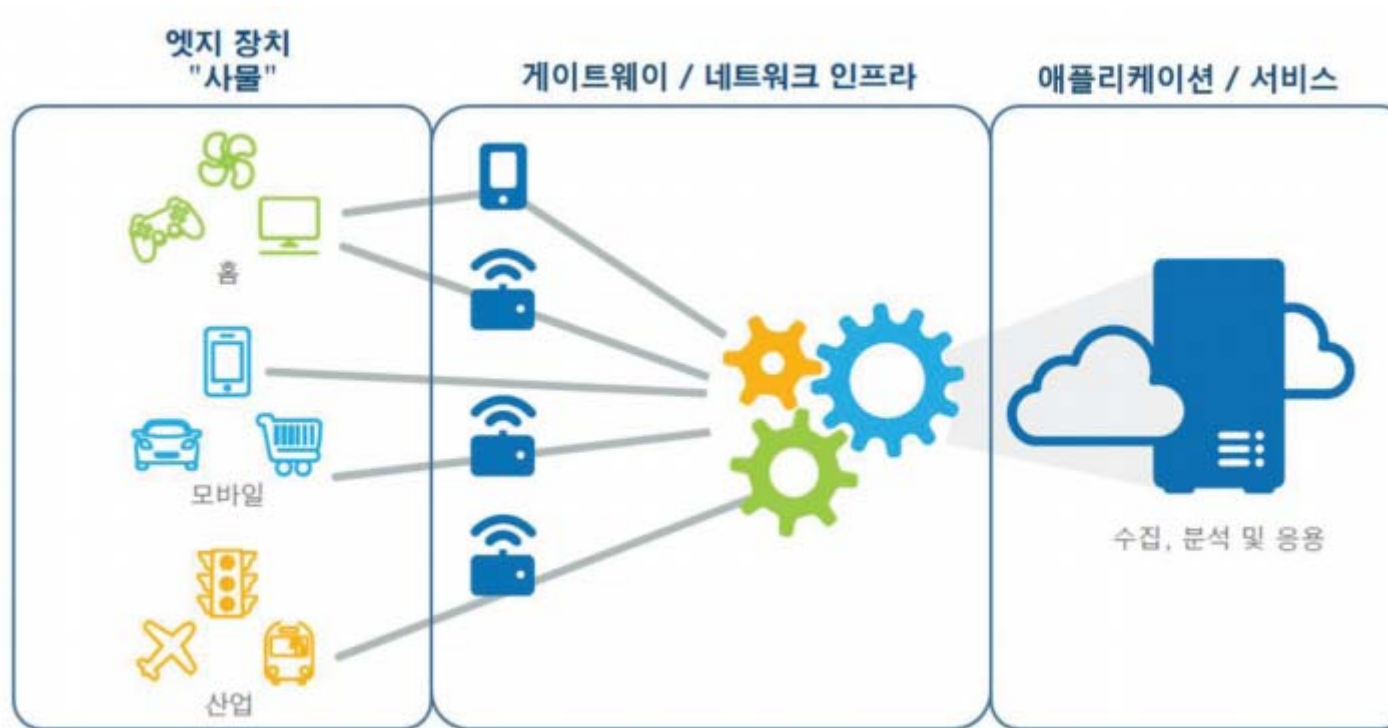 엣지 장치
"사물"
게이트웨이 / 네트워크 인프라
애플리케이션 / 서비스
홈
모바일
산업
수집, 분석 및 응용